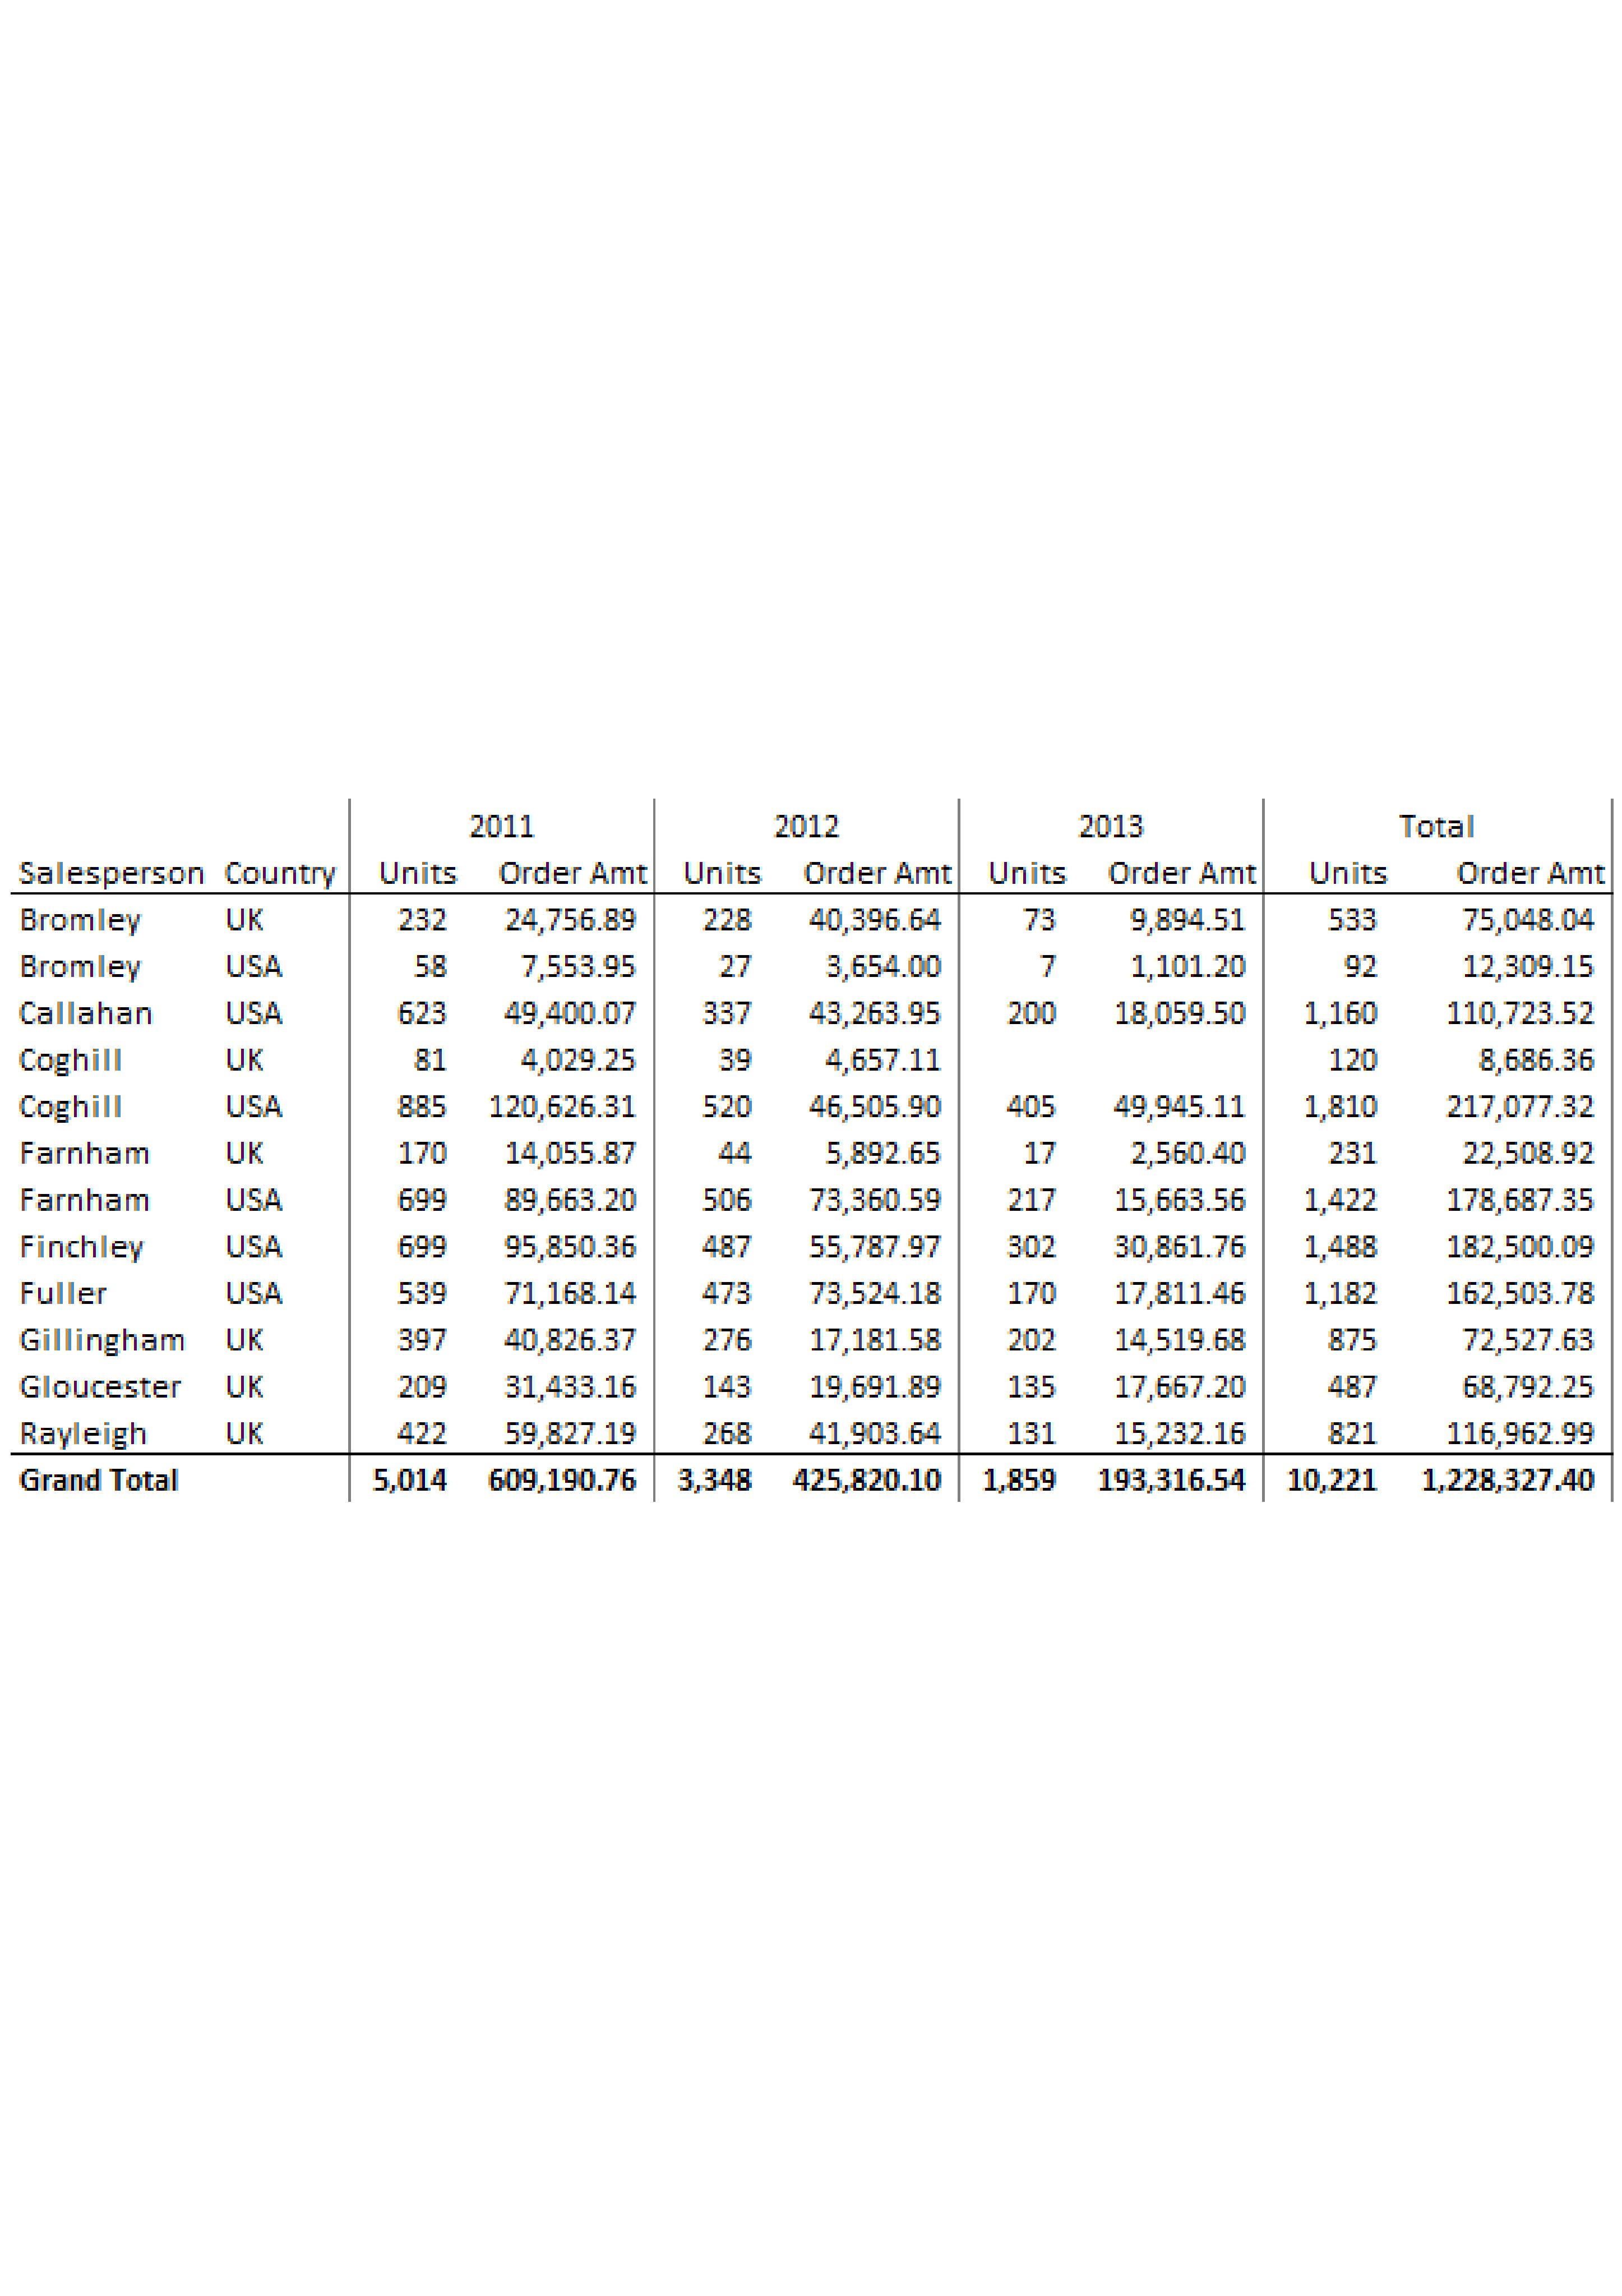 2011 2012 2013 Total
Salesperson Country Units Order Amt Units Order Amt Units Order Amt Units Order Amt
Bromley UK 232 24,756.89 228 40,396.64 73 9,894.51 533 75,048.04
Bromley USA 58 7,553.95 27 3,654.00 7 1,101.20 92 12,309.15
Callahan USA 623 49,400.07 337 43,263.95 200 18,059.50 1,160 110,723.52
Coghill UK 81 4,029.25 39 4,657.11 120 8,686.36
Coghill USA 885 120,626.31 520 46,505.90 405 49,945.11 1,810 217,077.32
Farnham UK 170 14,055.87 44 5,892.65 17 2,560.40 231 22,508.92
Farnham USA 699 89,663.20 506 73,360.59 217 15,663.56 1,422 178,687.35
Finchley USA 699 95,850.36 487 55,787.97 302 30,861.76 1,488 182,500.09
Fuller USA 539 71,168.14 473 73,524.18 170 17,811.46 1,182 162,503.78
Gillingham UK 397 40,826.37 276 17,181.58 202 14,519.68 875 72,527.63
Gloucester UK 209 31,433.16 143 19,691.89 135 17,667.20 487 68,792.25
Rayleigh UK 422 59,827.19 268 41,903.64 131 15,232.16 821 116,962.99
Grand Total 5,014 609,190.76 3,348 425,820.10 1,859 193,316.54 10,221 1,228,327.40